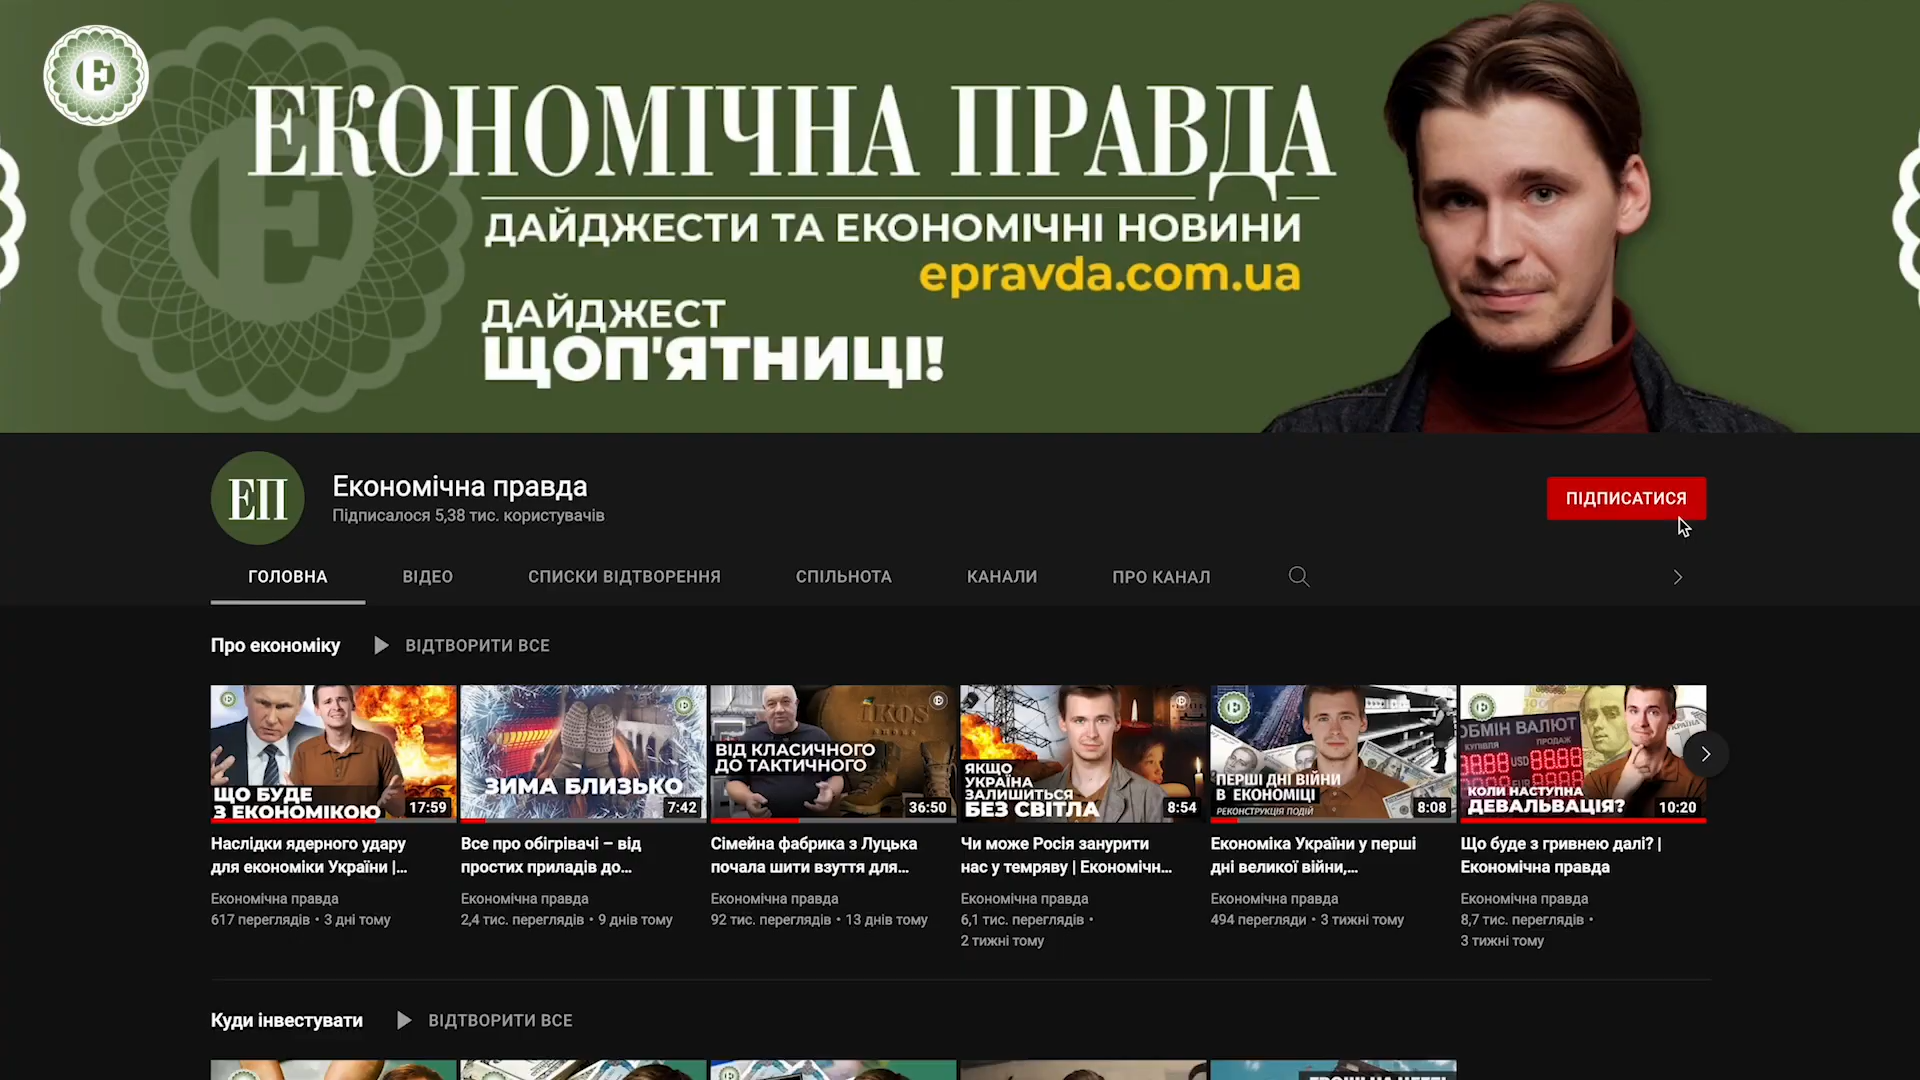 E
ЕКОНОМІЧНА ПРАВДА
ДАЙДЖЕСТИ ТА ЕКОНОМІЧНІ НОВИНИ
epravda.com.ua
ДАЙДЖЕСТ
ЩОП'ЯТНИЦІ!
ЕП
Економічна правда
Підписалося 5,38 тис. користувачів
ПІДПИСАТИСЯ
ГОЛОВНА
ВІДЕО
СПИСКИ ВІДТВОРЕННЯ
СПІЛЬНОТА
КАНАЛИ
ПРО КАНАЛ
Про економіку
ВІДТВОРИТИ ВСЕ
ЩО БУДЕ
З ЕКОНОМІКОЮ
17:59
Наслідки ядерного удару
для економіки України |...
Економічна правда
617 переглядів • 3 дні тому
ЗИМА БЛИЗЬКО
7:42
Все про обігрівачі – від
простих приладів до...
Економічна правда
2,4 тис. переглядів • 9 днів тому
IKOS
ВІД КЛАСИЧНОГО
ДО ТАКТИЧНОГО
36:50
Сімейна фабрика з Луцька
почала шити взуття для...
Економічна правда
92 тис. переглядів • 13 днів тому
ЯКЩО
УКРАЇНА
ЗАЛИШИТЬСЯ
БЕЗ СВІТЛА
8:54
Чи може Росія занурити
нас у темряву | Економічн...
Економічна правда
6,1 тис. переглядів •
2 тижні тому
ПЕРШІ ДНІ ВІЙНИ
В ЕКОНОМІЦІ
РЕКОНСТРУКЦІЯ ПОДІЙ
8:08
Економіка України у перші
дні великої війни,...
Економічна правда
494 перегляди • 3 тижні тому
ОБМІН ВАЛЮТ
КУПІВЛЯ ПРОДАЖ
USD
КОЛИ НАСТУПНА
ДЕВАЛЬВАЦІЯ?
10:20
Що буде з гривнею далі? |
Економічна правда
Економічна правда
8,7 тис. переглядів •
3 тижні тому
Куди інвестувати
ВІДТВОРИТИ ВСЕ